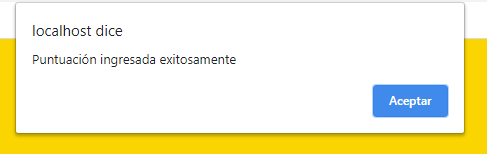 localhost dice
Puntuación ingresada exitosamente
Aceptar